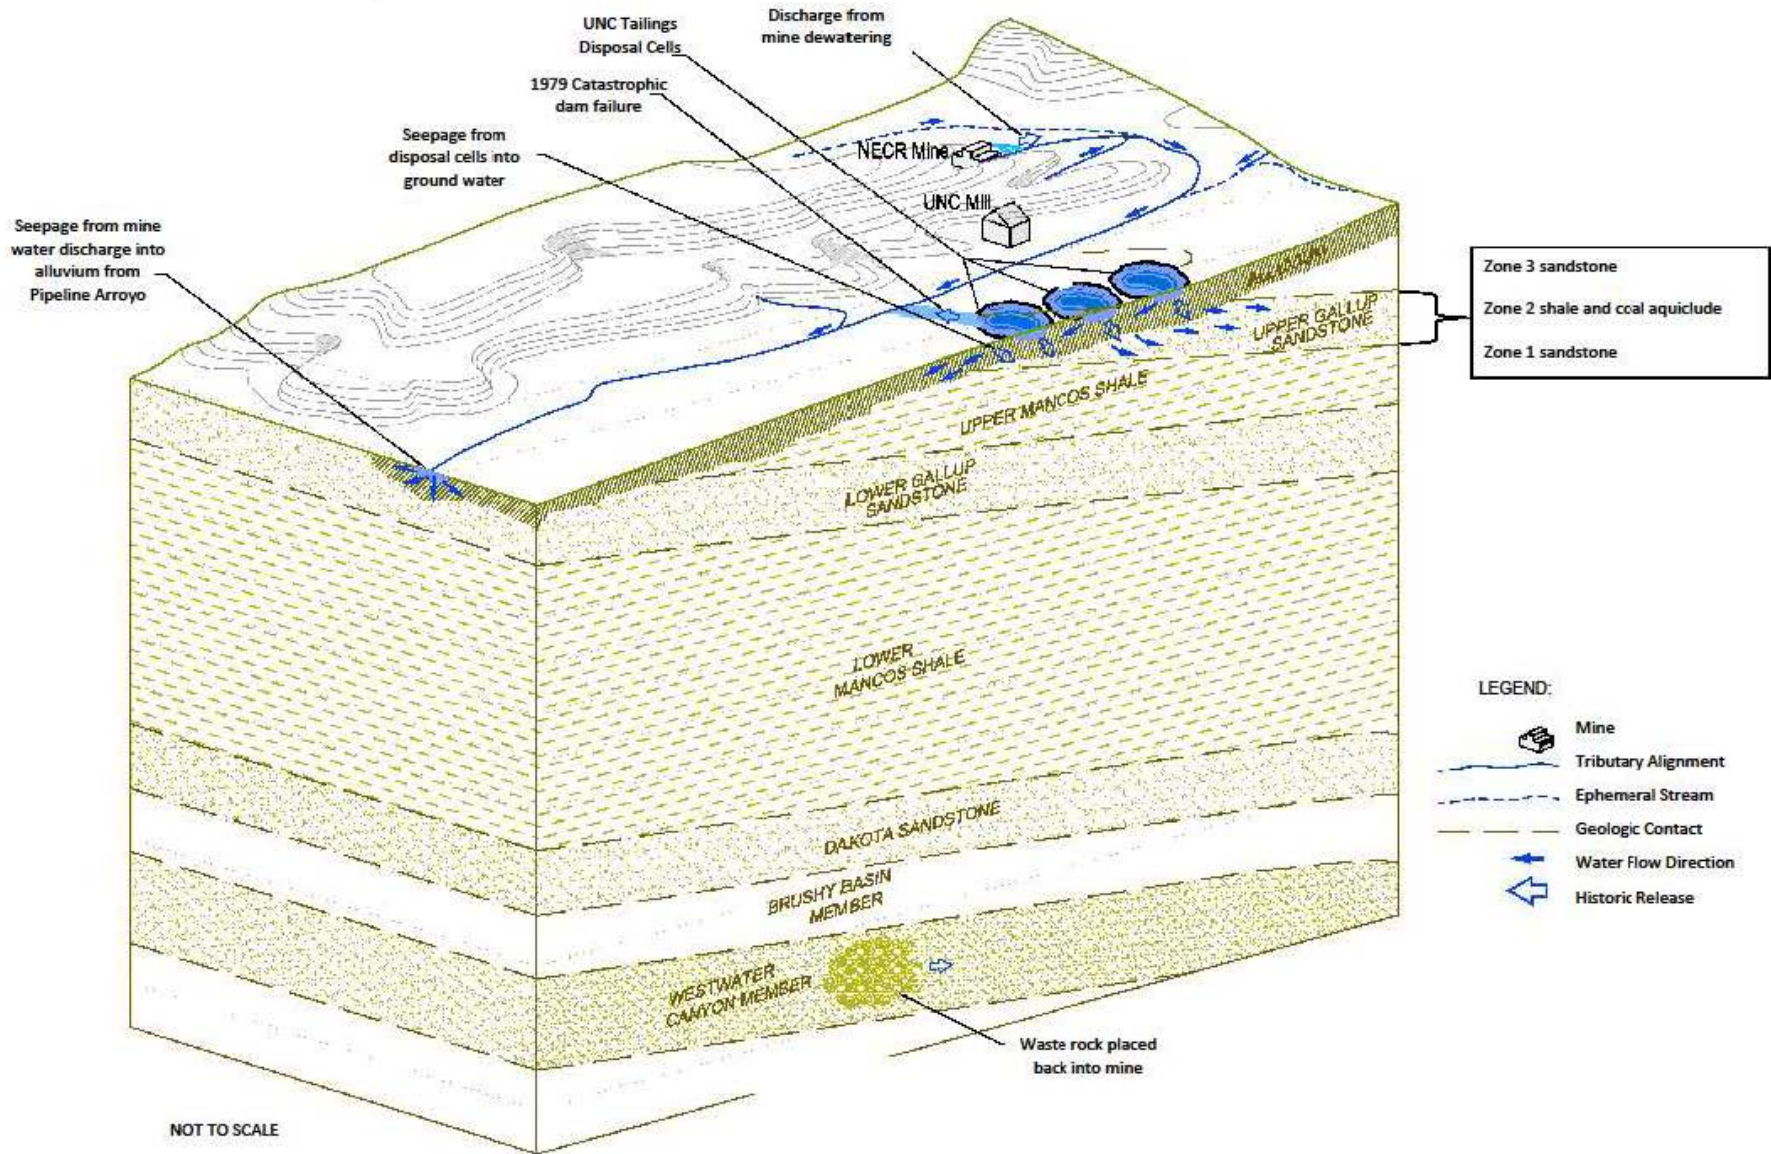 UNC Tailings
Disposal Cells
Discharge from
mine dewatering
1979 Catastrophic
dam failure
Seepage from
disposal cells into
ground water
Seepage from mine
water discharge into
alluvium from
Pipeline Arroyo
NECR Mine
UNC Mill
ALLUVIUM
UPPER GALLUP
SANDSTONE
Zone 3 sandstone
Zone 2 shale and coal aquiclude
Zone 1 sandstone
UPPER MANCOS SHALE
LOWER GALLUP
SANDSTONE
LOWER
MANCOS SHALE
DAKOTA SANDSTONE
BRUSHY BASIN
MEMBER
WESTWATER
CANYON MEMBER
Waste rock placed
back into mine
LEGEND:
Mine
Tributary Alignment
Ephemeral Stream
Geologic Contact
Water Flow Direction
Historic Release
NOT TO SCALE